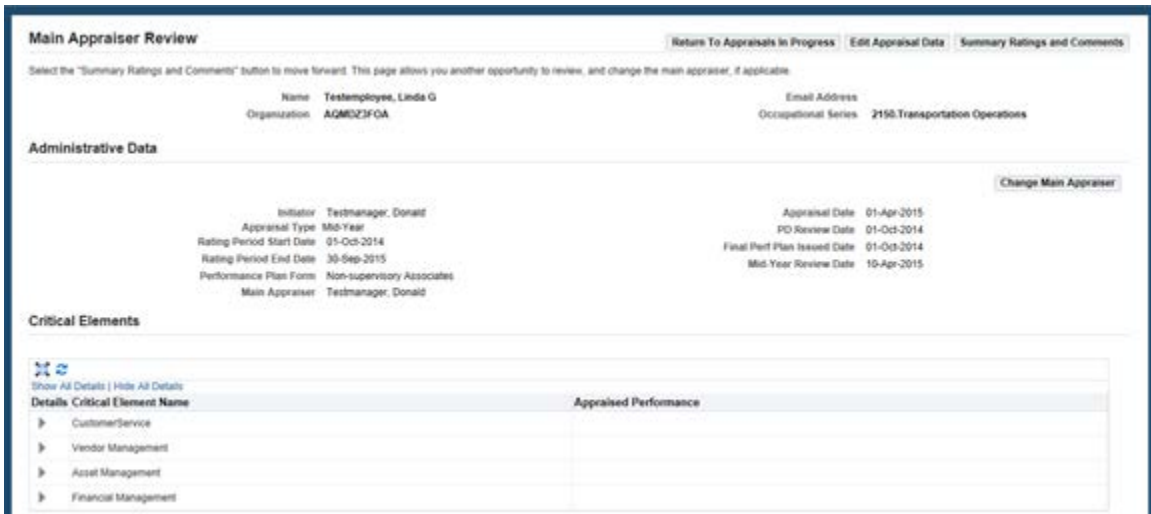 Main Appraiser Review
Return To Appraisals In Progress Edit Appraisal Data Summary Ratings and Comments
Select the "Summary Ratings and Comments" button to move forward. This page allows you another opportunity to review, and change the main appraiser, if applicable.
Name Testemployee, Linda G Email Address
Organization AQMDZ3FOA Occupational Series 2150.Transportation Operations
Administrative Data
Change Main Appraiser
Initiator Testmanager, Donald Appraisal Date 01-Apr-2015
Appraisal Type Mid-Year PD Review Date 01-Oct-2014
Rating Period Start Date 01-Oct-2014 Final Perf Plan Issued Date 01-Oct-2014
Rating Period End Date 30-Sep-2015 Mid-Year Review Date 10-Apr-2015
Performance Plan Form Non-supervisory Associates
Main Appraiser Testmanager, Donald
Critical Elements
Show All Details | Hide All Details
Details Critical Element Name Appraised Performance
CustomerService
Vendor Management
Asset Management
Financial Management